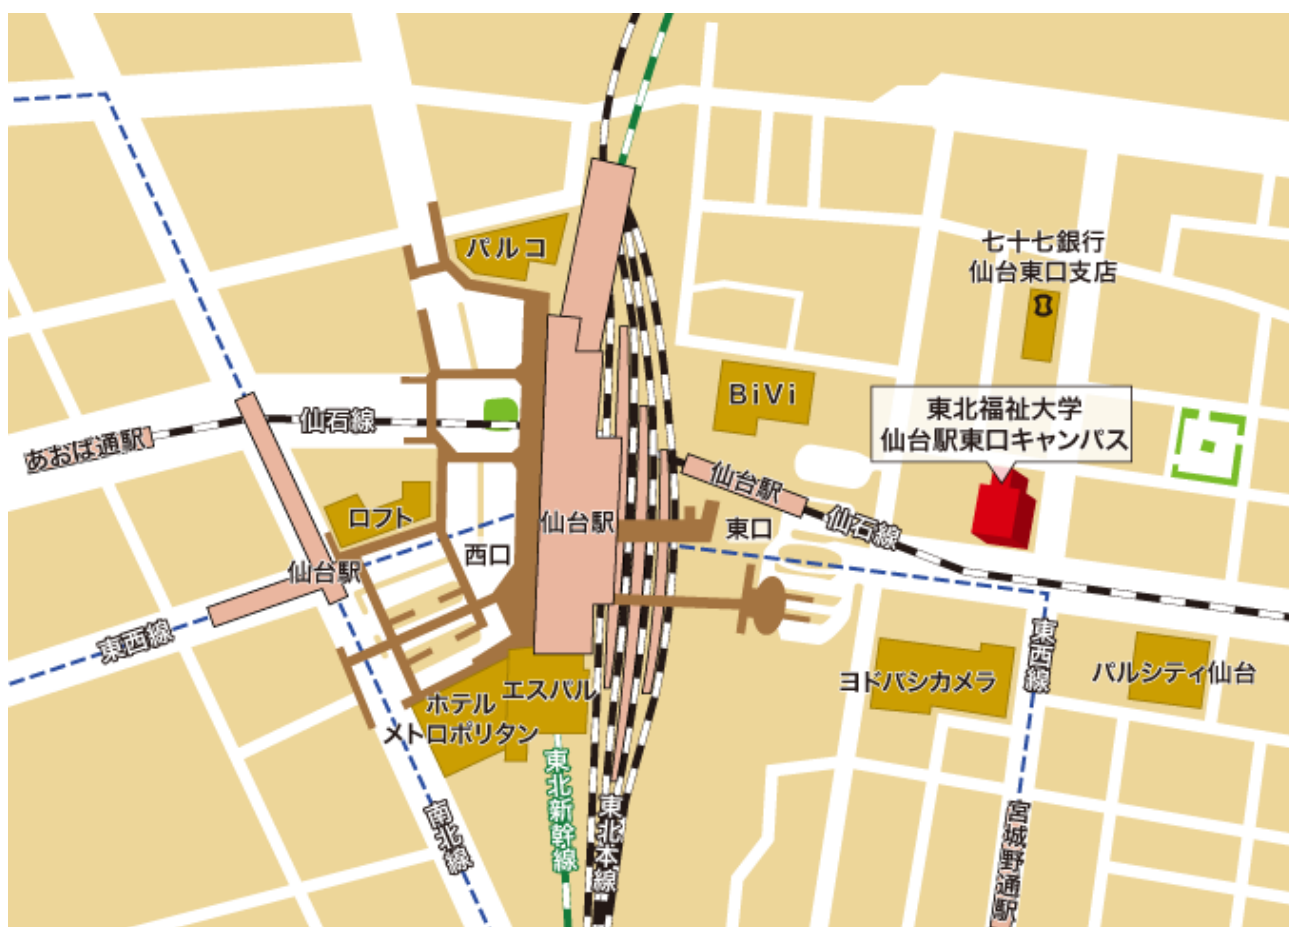 パルコ
七十七銀行
仙台東口支店
BiVi
東北福祉大学
仙台駅東口キャンパス
仙石線
あおば通駅
仙台駅
ロフト
仙台駅
東口
仙石線
西口
仙台駅
東西線
東西線
ヨドバシカメラ
パルシティ仙台
エスパル
ホテル
メトロポリタン
東北新幹線
東北本線
南北線
宮城野通駅